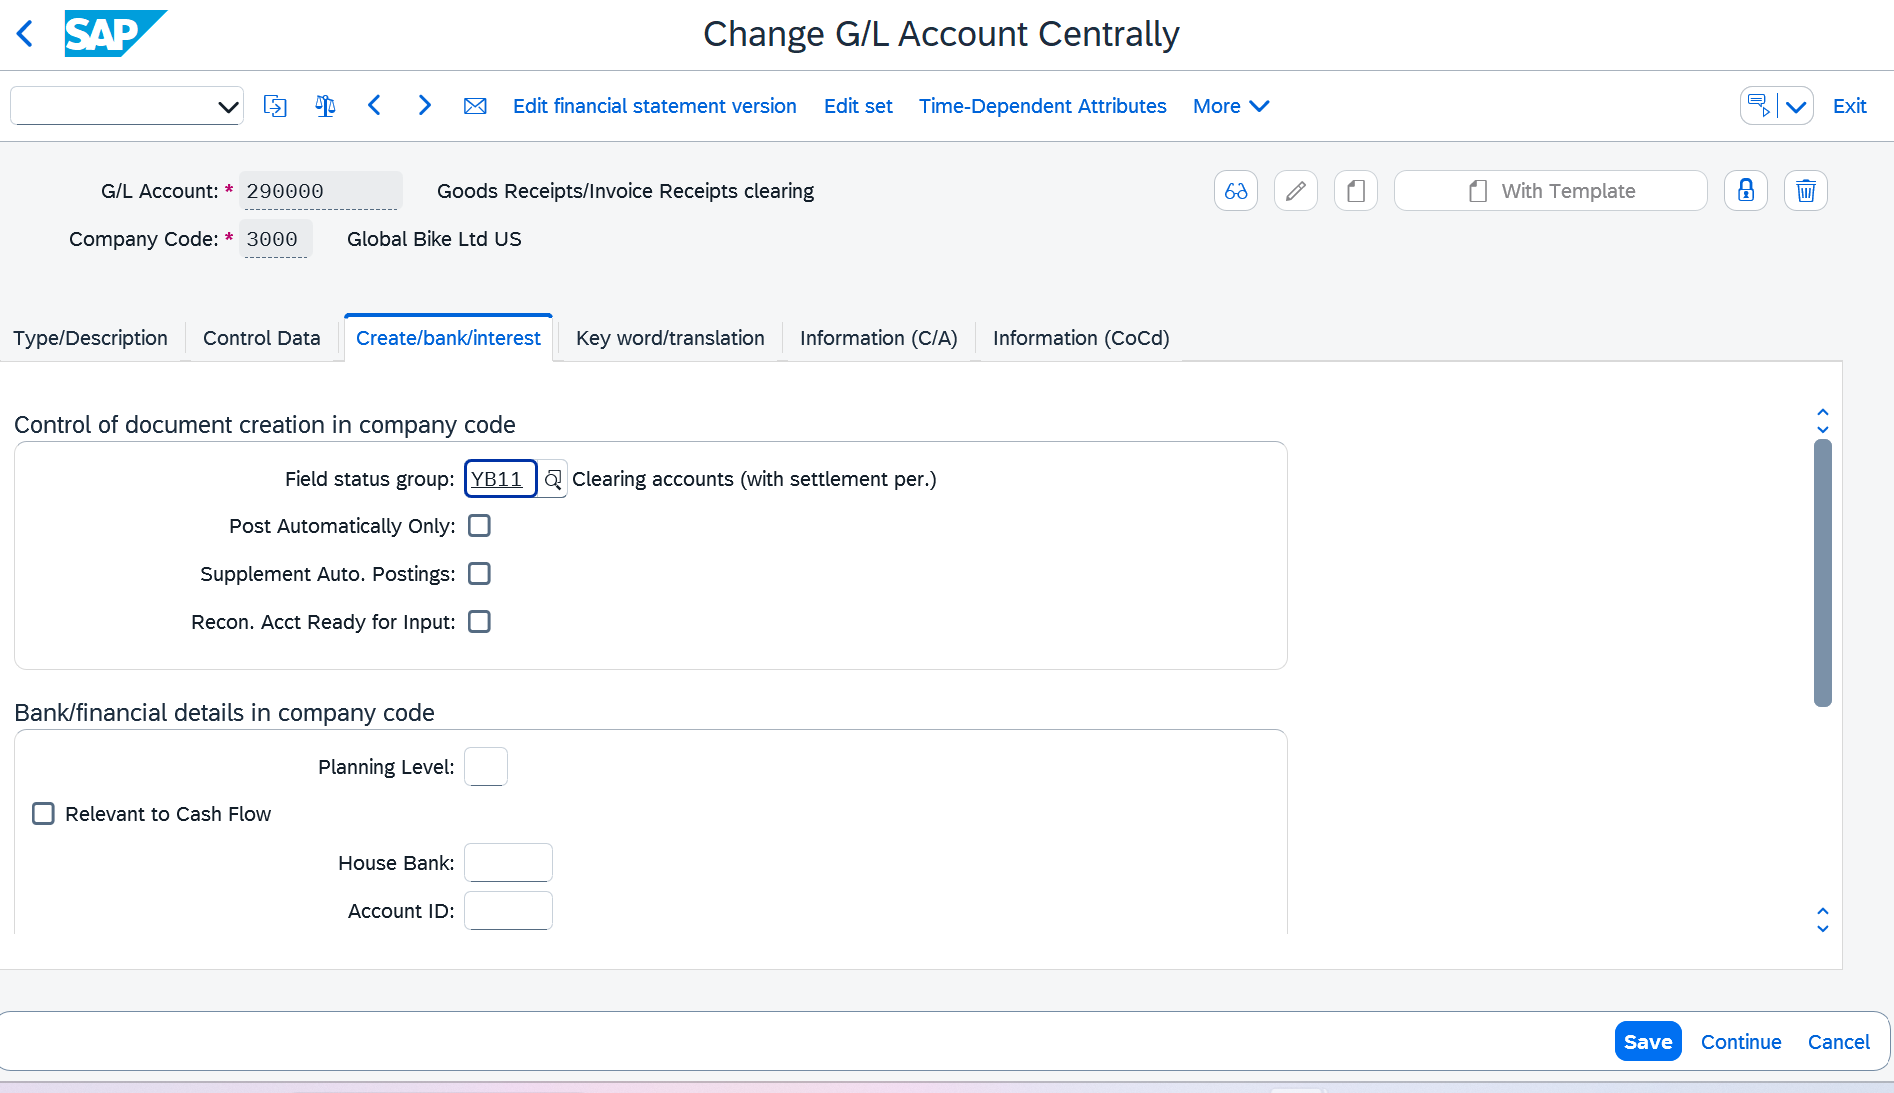 SAP
Change G/L Account Centrally
Edit financial statement version Edit set Time-Dependent Attributes More Exit
G/L Account: * 290000 Goods Receipts/Invoice Receipts clearing With Template
Company Code: * 3000 Global Bike Ltd US
Type/Description Control Data Create/bank/interest Key word/translation Information (C/A) Information (CoCd)
Control of document creation in company code
Field status group: YB11 Clearing accounts (with settlement per.)
Post Automatically Only:
Supplement Auto. Postings:
Recon. Acct Ready for Input:
Bank/financial details in company code
Planning Level:
Relevant to Cash Flow
House Bank:
Account ID:
Save Continue Cancel